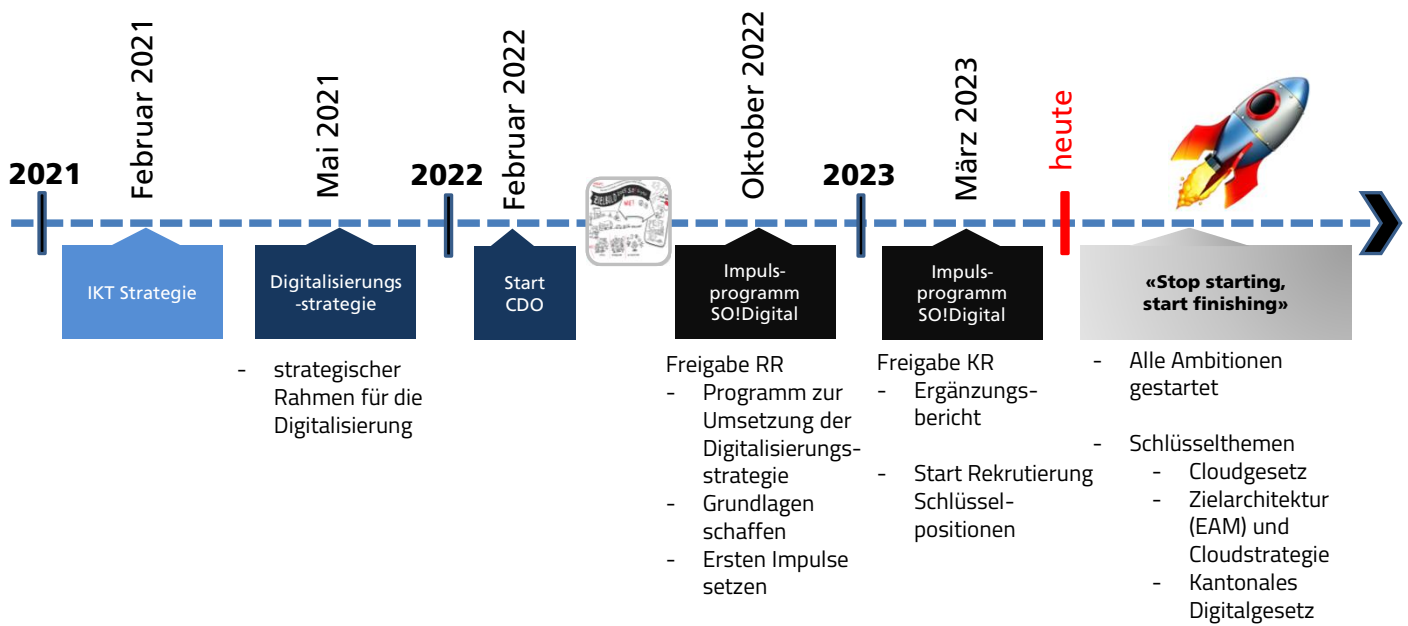 2021
Februar 2021
Mai 2021
2022
Februar 2022
Oktober 2022
2023
März 2023
heute
IKT Strategie
Digitalisierungs
-strategie
- strategischer
Rahmen für die
Digitalisierung
Start
CDO
Impuls-
programm
SO!Digital
Freigabe RR
- Programm zur
Umsetzung der
Digitalisierungs-
strategie
- Grundlagen
schaffen
- Ersten Impulse
setzen
Impuls-
programm
SO!Digital
Freigabe KR
- Ergänzungs-
bericht
- Start Rekrutierung
Schlüssel-
positionen
«Stop starting,
start finishing»
- Alle Ambitionen
gestartet
- Schlüsselthemen
- Cloudgesetz
- Zielarchitektur
(EAM) und
Cloudstrategie
- Kantonales
Digitalgesetz